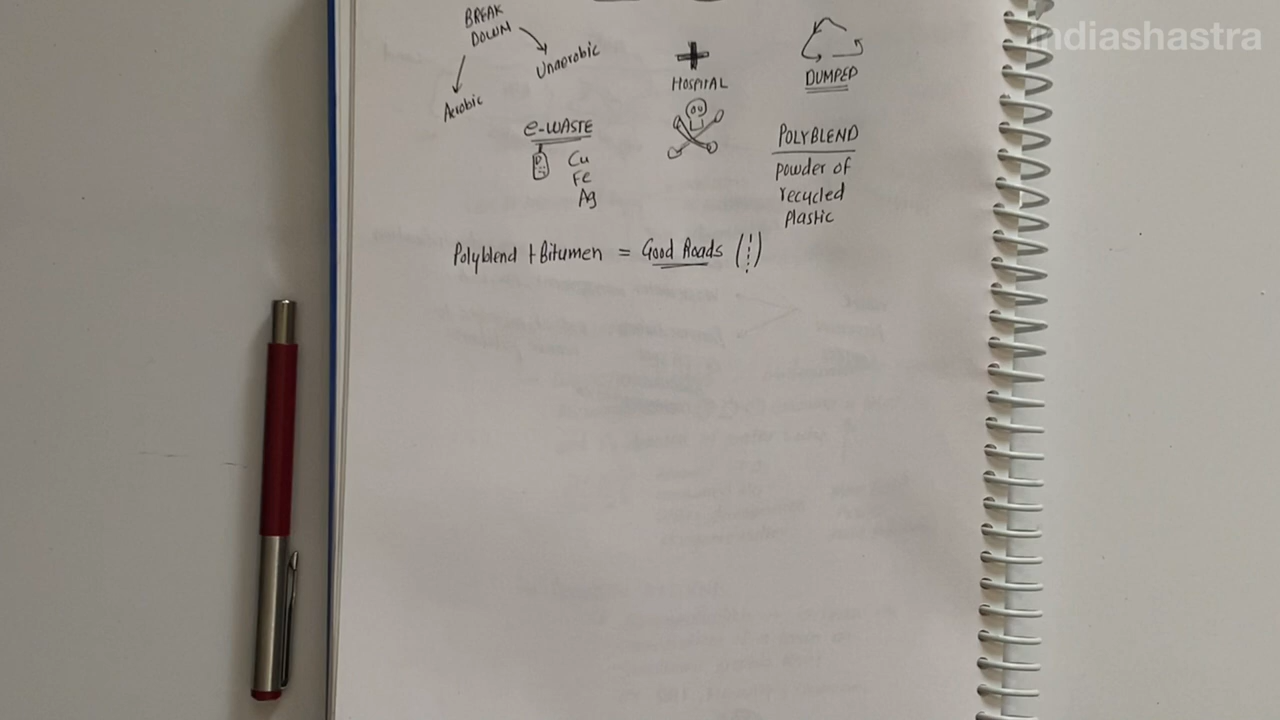 indiashastra
BREAK
DOWN
Unaerobic
Aerobic
HOSPITAL
DUMPED
e-WASTE
Cu
Fe
Ag
POLYBLEND
powder of
recycled
plastic
Polyblend + Bitumen = Good Roads